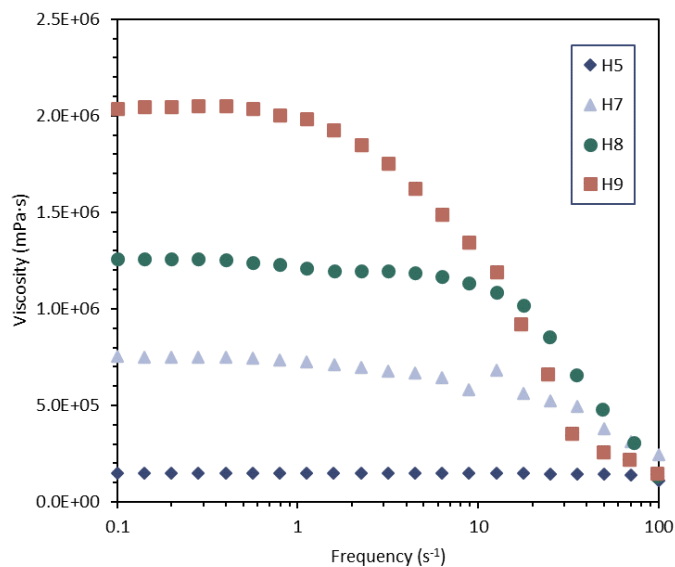 2.5E+06
2.0E+06
1.5E+06
1.0E+06
5.0E+05
0.0E+00
Viscosity (mPa·s)
H5
H7
H8
H9
0.1
1
10
100
Frequency (s⁻¹)